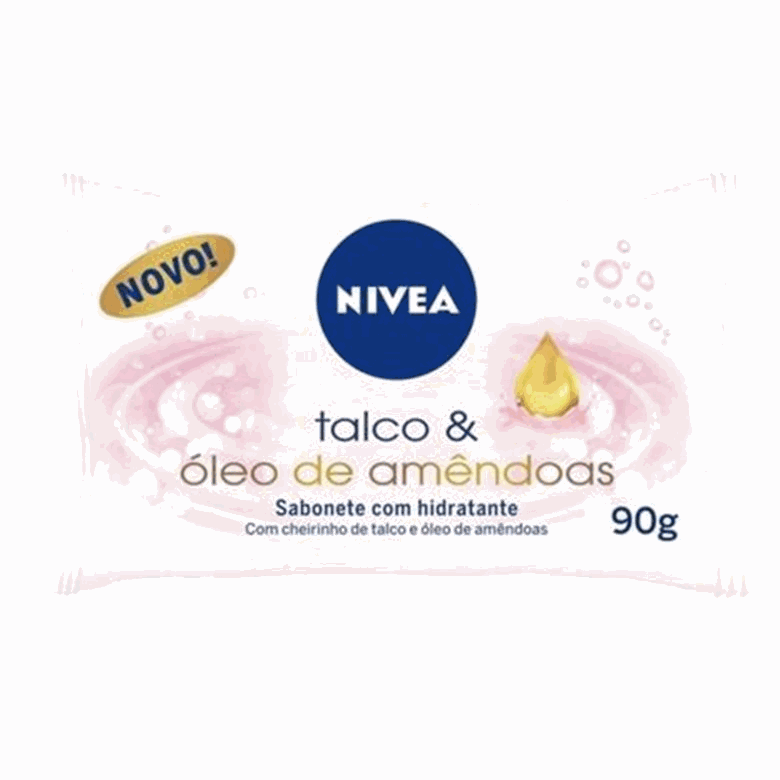 NOVO!
NIVEA
talco &
óleo de amêndoas
Sabonete com hidratante
Com cheirinho de talco e óleo de amêndoas
90g